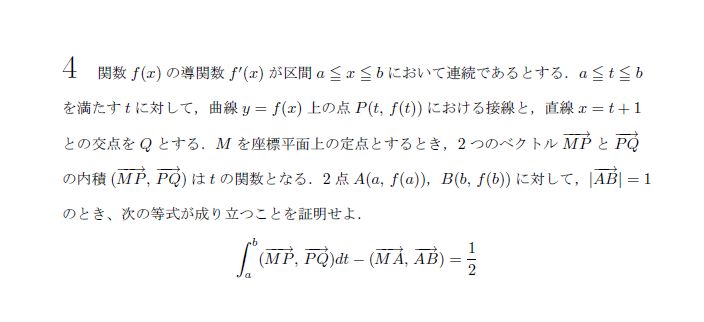 4 関数 f(x) の導関数 f′(x) が区間 a ≦ x ≦ b において連続であるとする．a ≦ t ≦ b
を満たす t に対して，曲線 y = f(x) 上の点 P(t, f(t)) における接線と，直線 x = t + 1
との交点を Q とする．M を座標平面上の定点とするとき，2 つのベクトル \overrightarrow{MP} と \overrightarrow{PQ}
の内積 (\overrightarrow{MP}, \overrightarrow{PQ}) は t の関数となる．2 点 A(a, f(a))，B(b, f(b)) に対して，|\overrightarrow{AB}| = 1
のとき、次の等式が成り立つことを証明せよ．
\int_a^b (\overrightarrow{MP}, \overrightarrow{PQ})dt − (\overrightarrow{MA}, \overrightarrow{AB}) = \frac{1}{2}